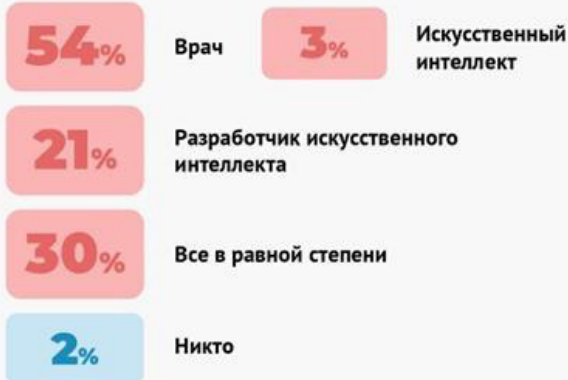 54% Врач
3% Искусственный
интеллект
21% Разработчик искусственного
интеллекта
30% Все в равной степени
2% Никто